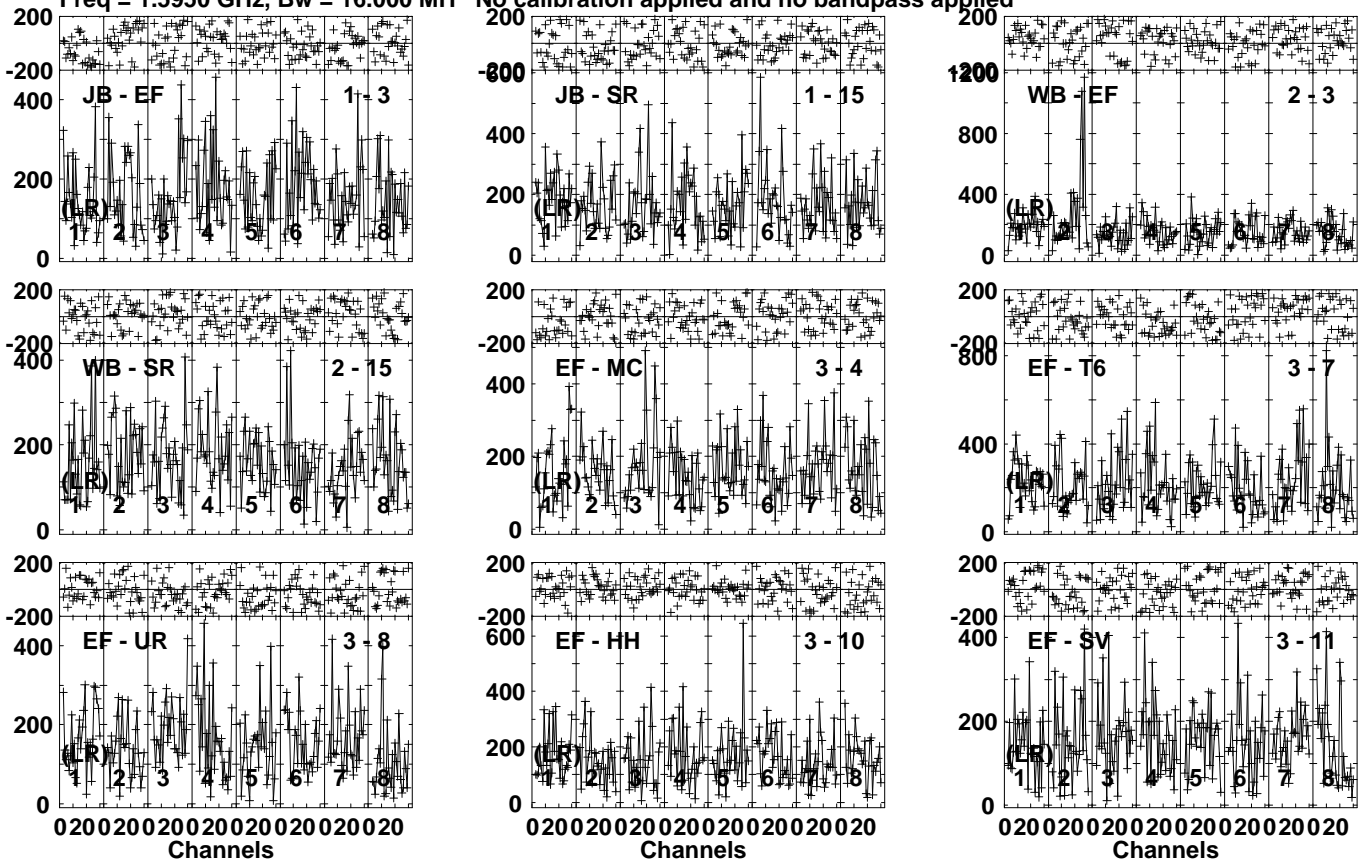 Freq = 1.5950 GHz, Bw = 16.000 MH No calibration applied and no bandpass applied
200 200 200
-200 -200
JB - EF 1 - 3 JB - SR 1 - 15 WB - EF 2 - 3
400 600 1200
200 400 800
0 200 400
0 0
(LR) (LR) (LR)
1 2 3 4 5 6 7 8 1 2 3 4 5 6 7 8 1 2 3 4 5 6 7 8
200 200 200
-200 -200 -200
WB - SR 2 - 15 EF - MC 3 - 4 EF - T6 3 - 7
400 400 800
200 200 400
0 0 0
(LR) (LR) (LR)
1 2 3 4 5 6 7 8 1 2 3 4 5 6 7 8 1 2 3 4 5 6 7 8
200 200 200
-200 -200 -200
EF - UR 3 - 8 EF - HH 3 - 10 EF - SV 3 - 11
400 600 400
200 400 200
0 200 0
0
(LR) (LR) (LR)
1 2 3 4 5 6 7 8 1 2 3 4 5 6 7 8 1 2 3 4 5 6 7 8
0 20 0 20 0 20 0 20 0 20 0 20 0 20 0 20 0 20 0 20 0 20 0 20 0 20 0 20 0 20 0 20 0 20 0 20 0 20 0 20 0 20 0 20 0 20 0 20
Channels Channels Channels